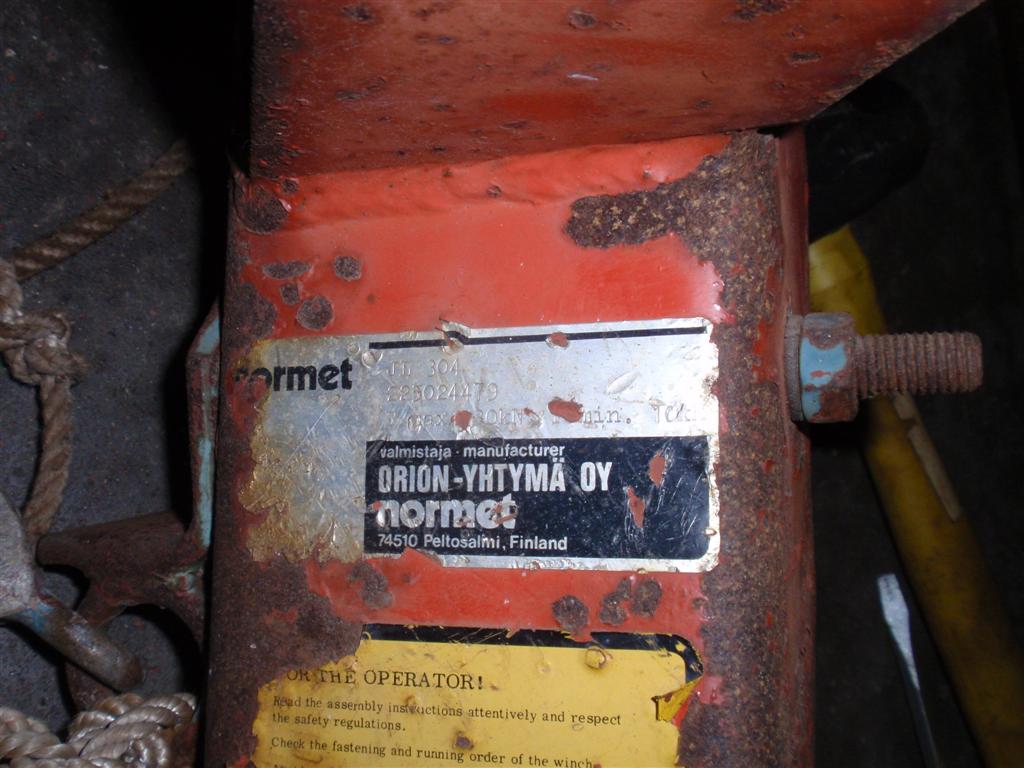 normet
304
valmistaja - manufacturer
ORION-YHTYMÄ OY
normet
74510 Peltosalmi, Finland
FOR THE OPERATOR!
Read the assembly instructions attentively and respect
the safety regulations.
Check the fastening and running order of the winch